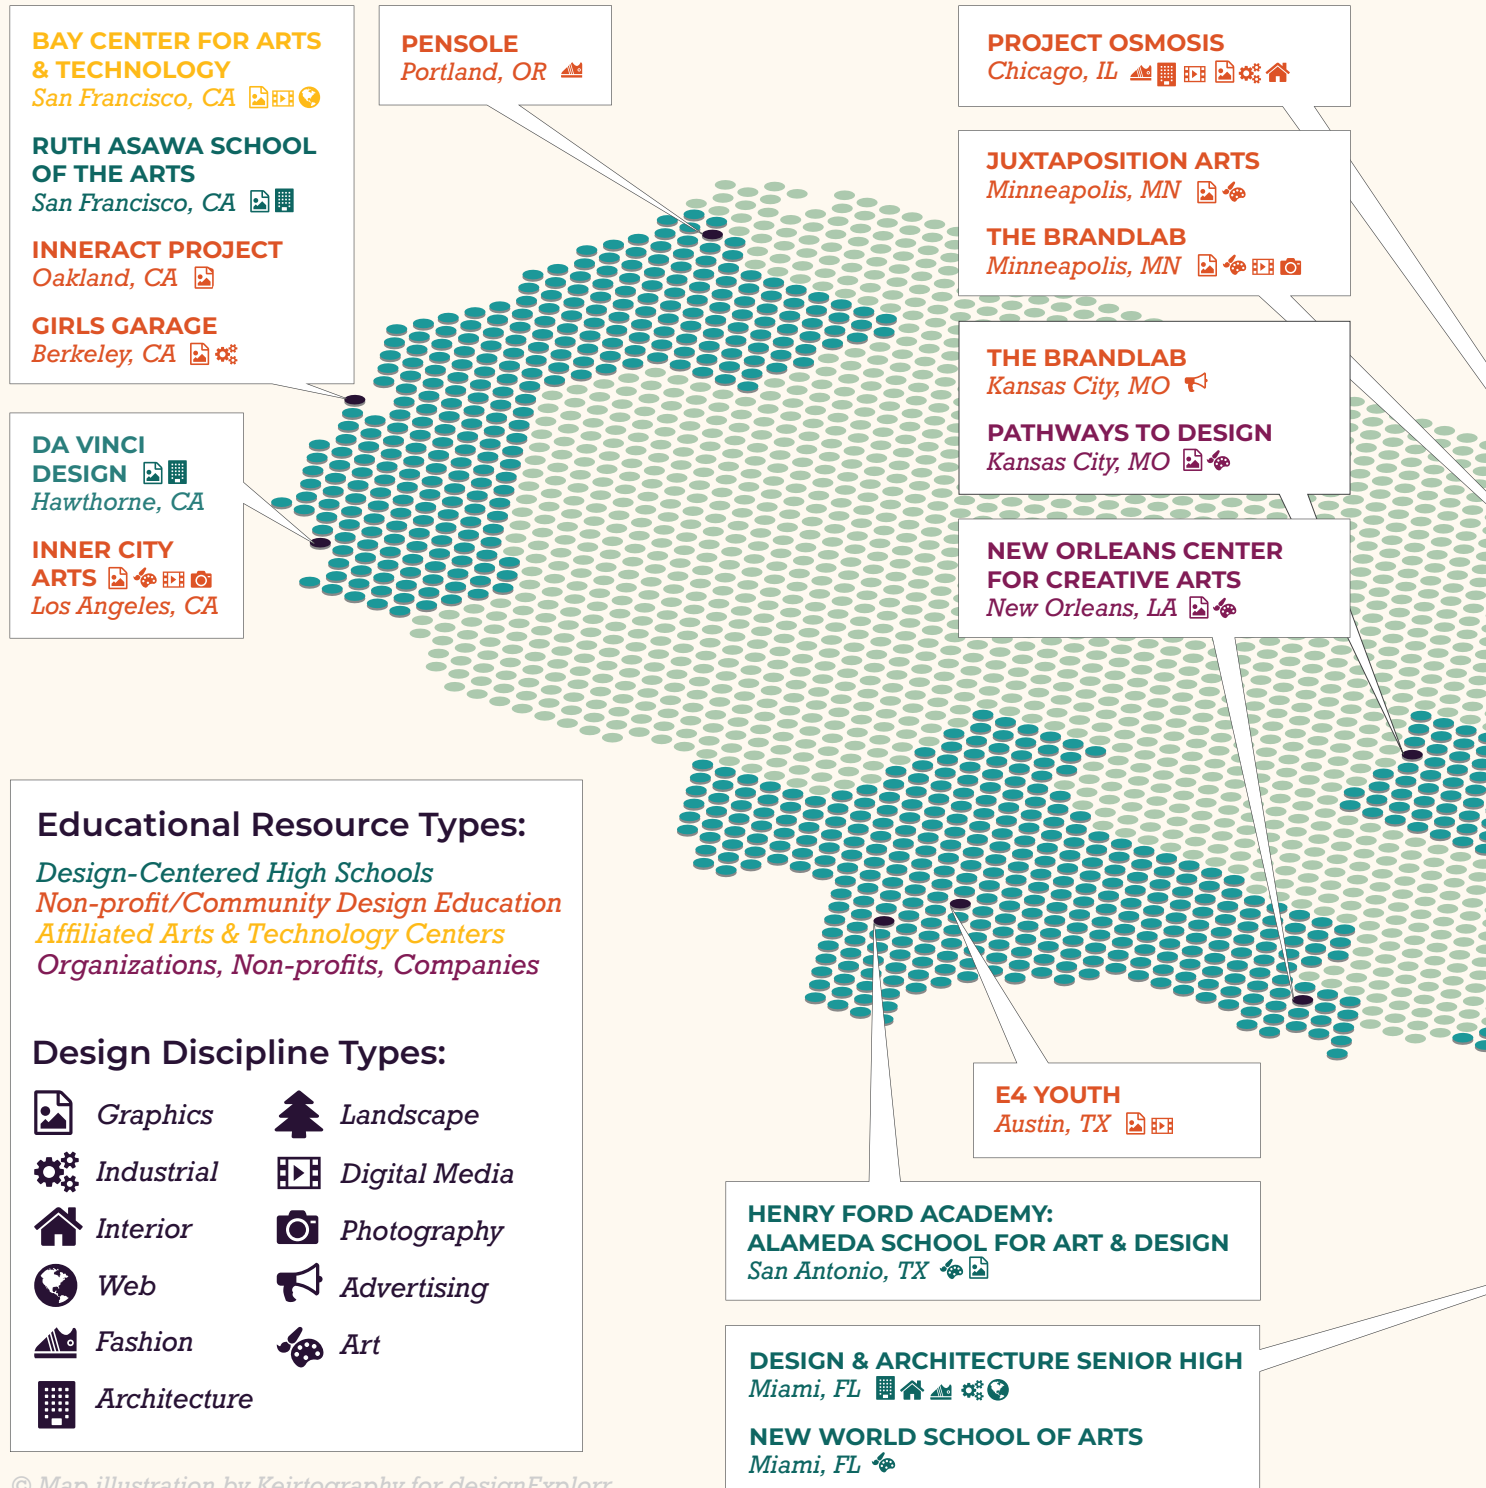 BAY CENTER FOR ARTS
& TECHNOLOGY
San Francisco, CA
RUTH ASAWA SCHOOL
OF THE ARTS
San Francisco, CA
INNERACT PROJECT
Oakland, CA
GIRLS GARAGE
Berkeley, CA
DA VINCI
DESIGN
Hawthorne, CA
INNER CITY
ARTS
Los Angeles, CA
PENSOLE
Portland, OR
PROJECT OSMOSIS
Chicago, IL
JUXTAPOSITION ARTS
Minneapolis, MN
THE BRANDLAB
Minneapolis, MN
THE BRANDLAB
Kansas City, MO
PATHWAYS TO DESIGN
Kansas City, MO
NEW ORLEANS CENTER
FOR CREATIVE ARTS
New Orleans, LA
E4 YOUTH
Austin, TX
HENRY FORD ACADEMY:
ALAMEDA SCHOOL FOR ART & DESIGN
San Antonio, TX
DESIGN & ARCHITECTURE SENIOR HIGH
Miami, FL
NEW WORLD SCHOOL OF ARTS
Miami, FL
Educational Resource Types:
Design-Centered High Schools
Non-profit/Community Design Education
Affiliated Arts & Technology Centers
Organizations, Non-profits, Companies
Design Discipline Types:
Graphics
Industrial
Interior
Web
Fashion
Architecture
Landscape
Digital Media
Photography
Advertising
Art
© Map illustration by Keirtography for designExplorr